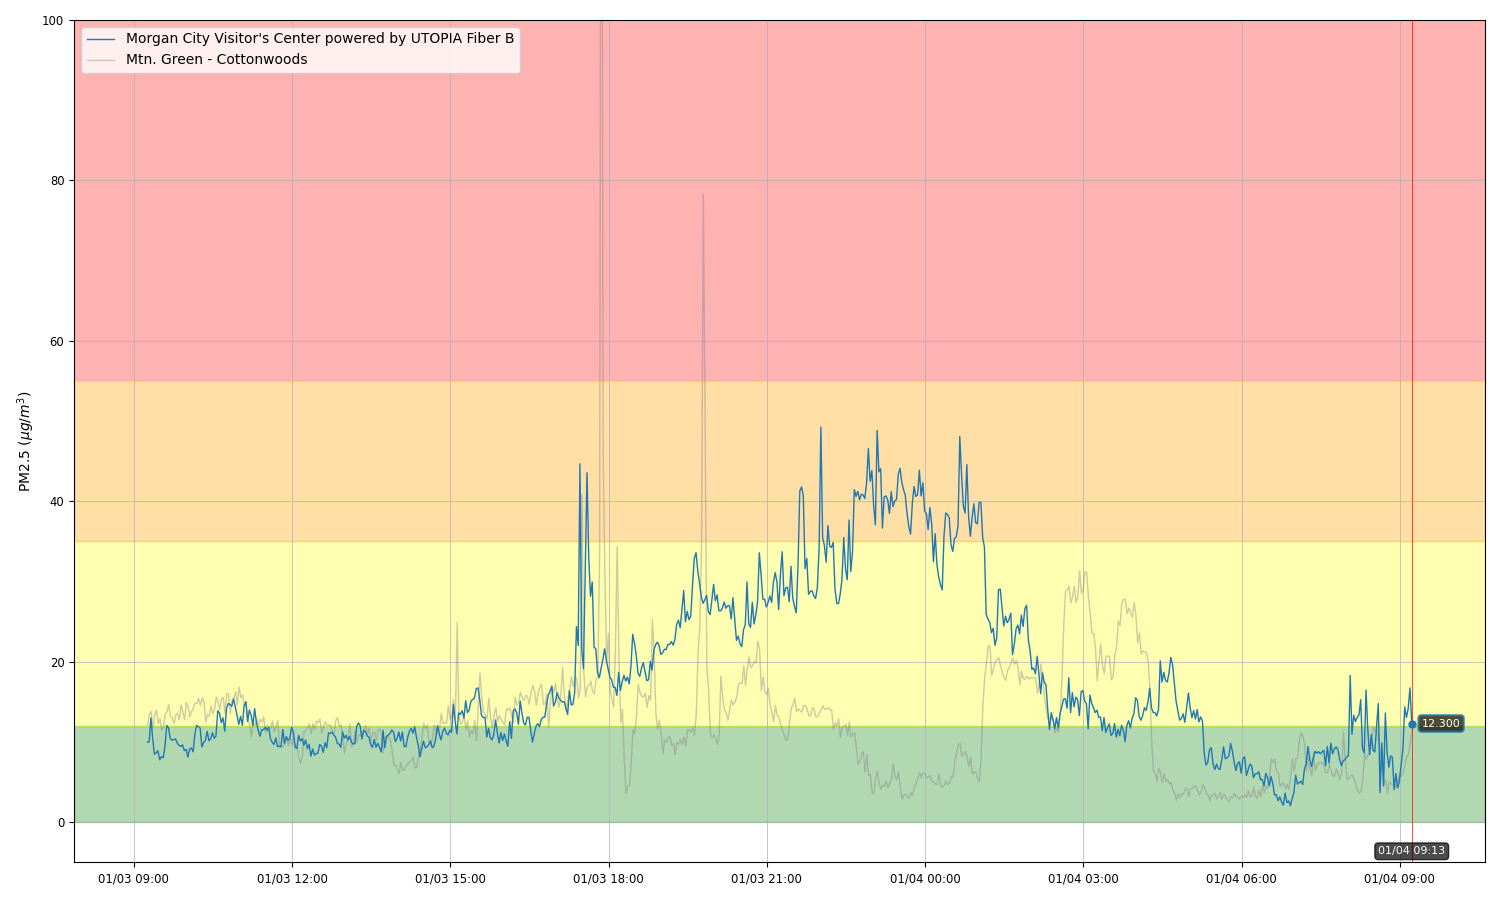 Morgan City Visitor's Center powered by UTOPIA Fiber B
Mtn. Green - Cottonwoods
PM2.5 (μg/m³)
100
80
60
40
20
0
12.300
01/04 09:13
01/03 09:00 01/03 12:00 01/03 15:00 01/03 18:00 01/03 21:00 01/04 00:00 01/04 03:00 01/04 06:00 01/04 09:00